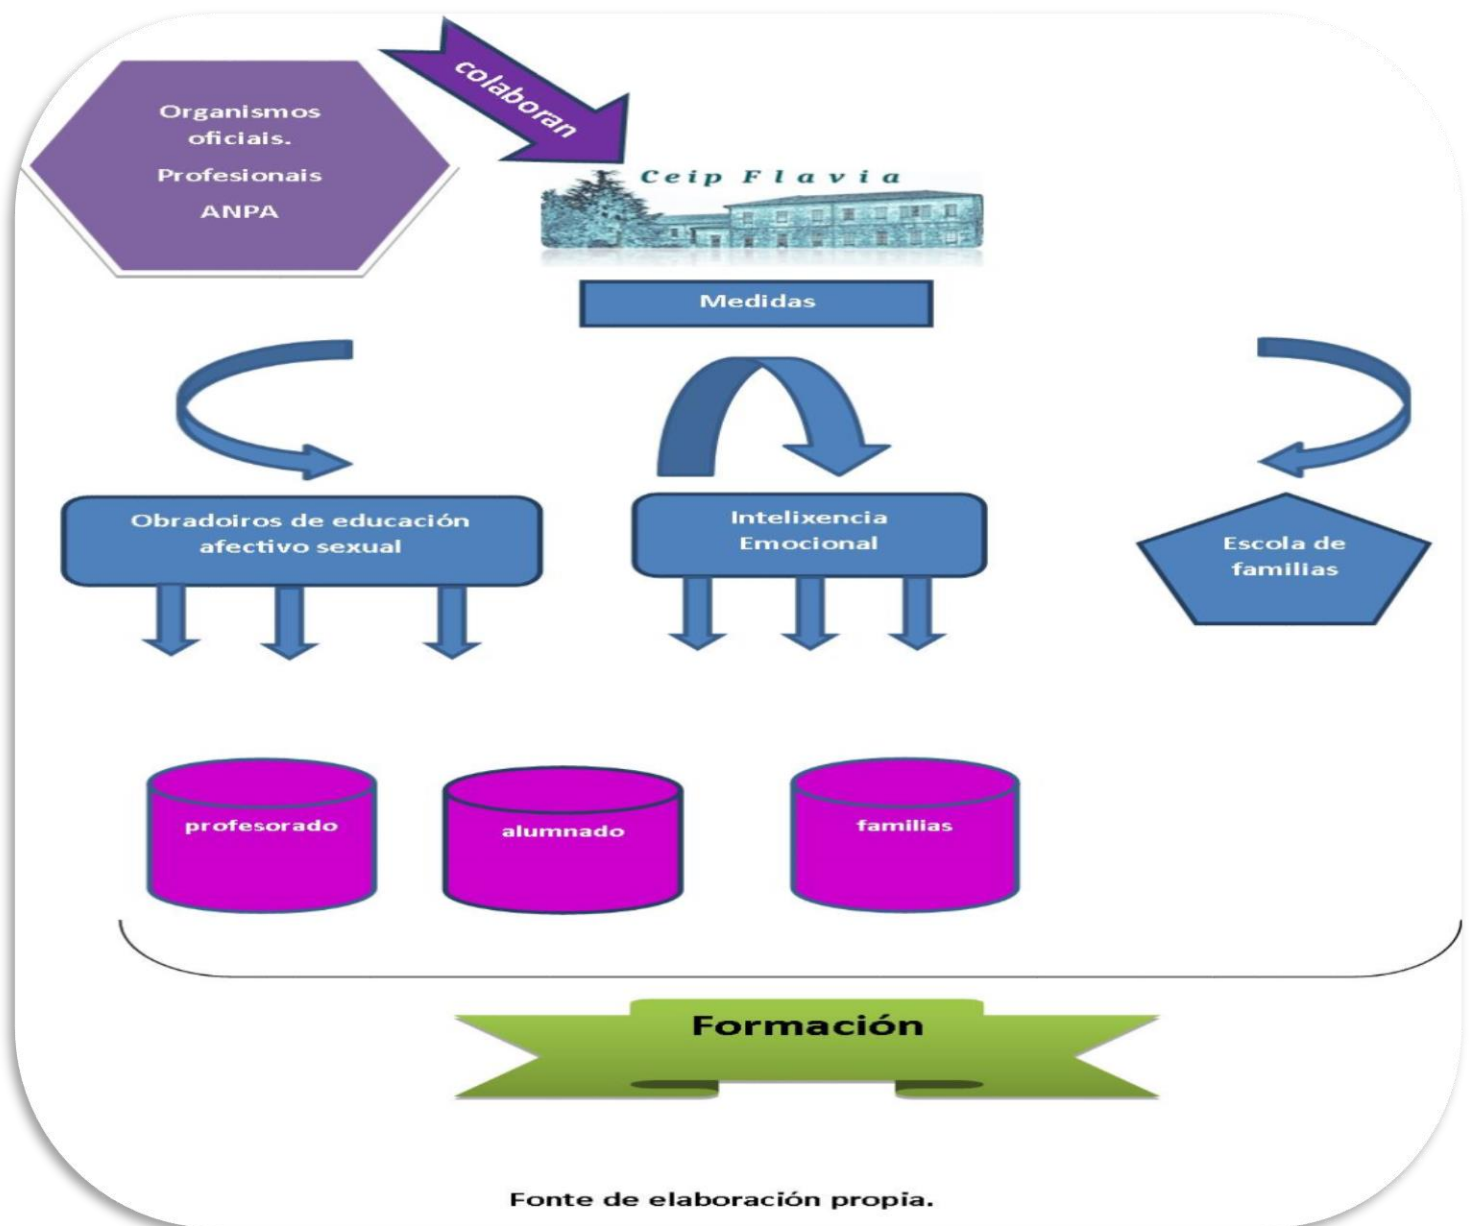 Organismos
oficiais.
Profesionais
ANPA
colaboran
Ceip Flavia
Medidas
Obradoiros de educación
afectivo sexual
Intelixencia
Emocional
Escola de
familias
profesorado
alumnado
familias
Formación
Fonte de elaboración propia.